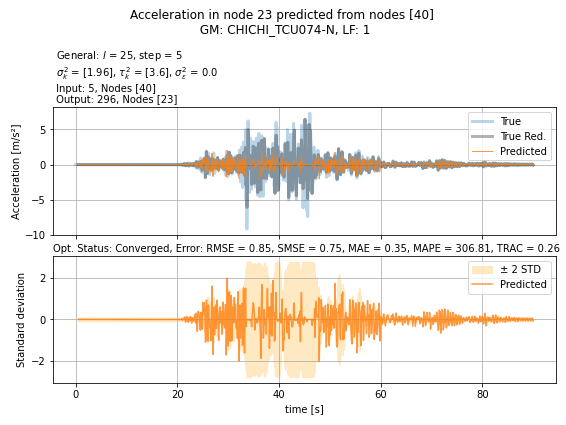 Acceleration in node 23 predicted from nodes [40]
GM: CHICHI_TCU074-N, LF: 1
General: l = 25, step = 5
σ²ₖ = [1.96], τ²ₖ = [3.6], σ²ε = 0.0
Input: 5, Nodes [40]
Output: 296, Nodes [23]
Acceleration [m/s²]
5
0
−5
−10
True
True Red.
Predicted
Opt. Status: Converged, Error: RMSE = 0.85, SMSE = 0.75, MAE = 0.35, MAPE = 306.81, TRAC = 0.26
Standard deviation
2
0
−2
± 2 STD
Predicted
0 20 40 60 80
time [s]